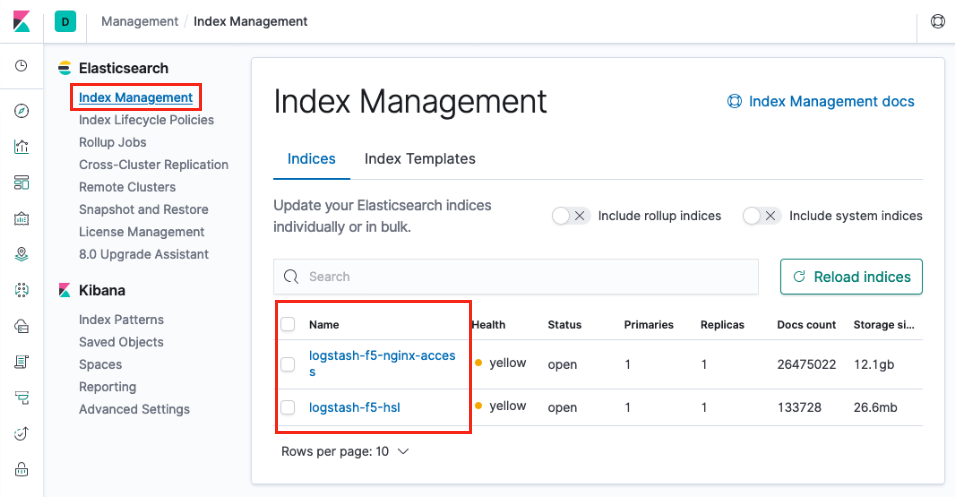 D Management / Index Management
Elasticsearch
Index Management
Index Lifecycle Policies
Rollup Jobs
Cross-Cluster Replication
Remote Clusters
Snapshot and Restore
License Management
8.0 Upgrade Assistant
Kibana
Index Patterns
Saved Objects
Spaces
Reporting
Advanced Settings
Index Management
Index Management docs
Indices Index Templates
Update your Elasticsearch indices
individually or in bulk.
Include rollup indices Include system indices
Search
Reload indices
Name Health Status Primaries Replicas Docs count Storage si...
logstash-f5-nginx-acces
s
yellow open 1 1 26475022 12.1gb
logstash-f5-hsl yellow open 1 1 133728 26.6mb
Rows per page: 10